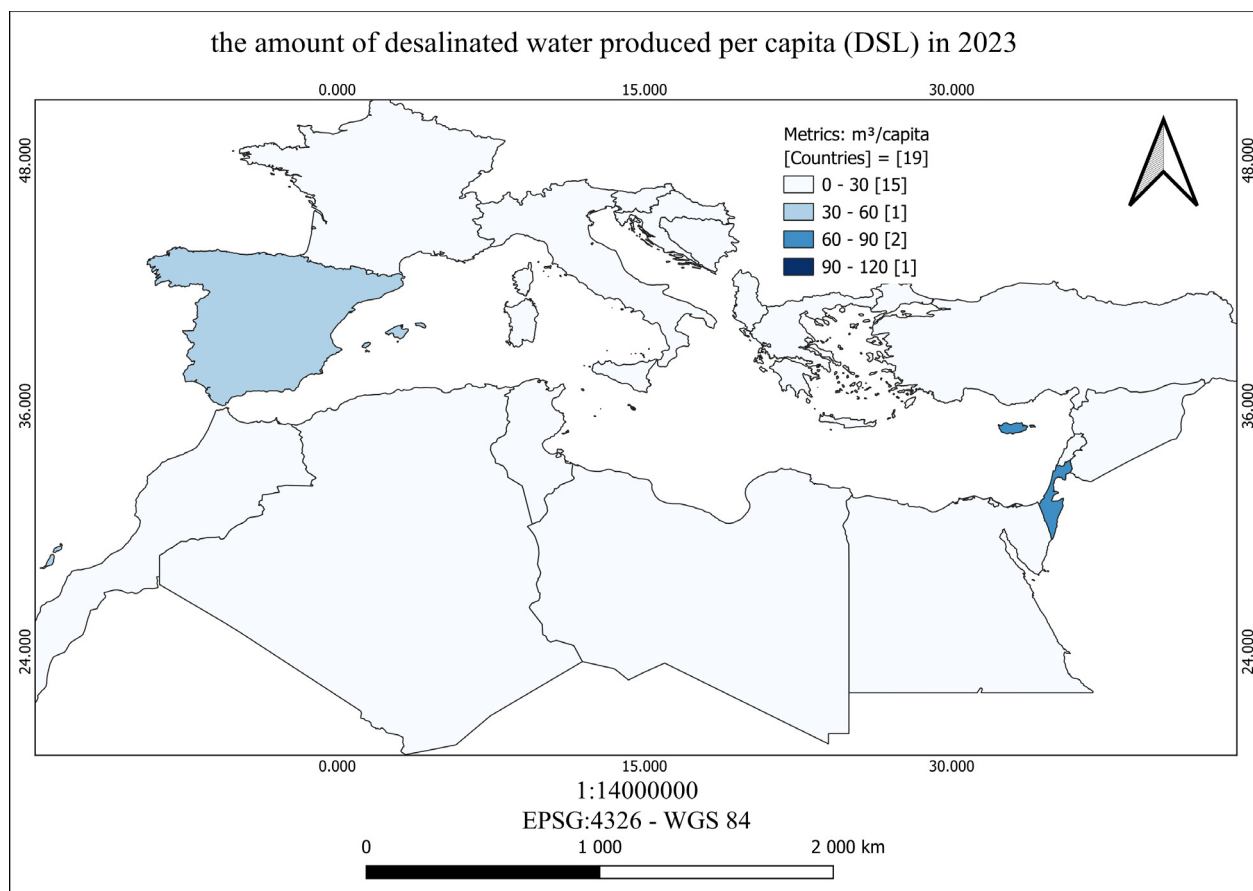 the amount of desalinated water produced per capita (DSL) in 2023
0.000 15.000 30.000
48.000 48.000
Metrics: m³/capita
[Countries] = [19]
0 - 30 [15]
30 - 60 [1]
60 - 90 [2]
90 - 120 [1]
36.000 36.000
24.000 24.000
0.000 15.000 30.000
1:14000000
EPSG:4326 - WGS 84
0 1 000 2 000 km